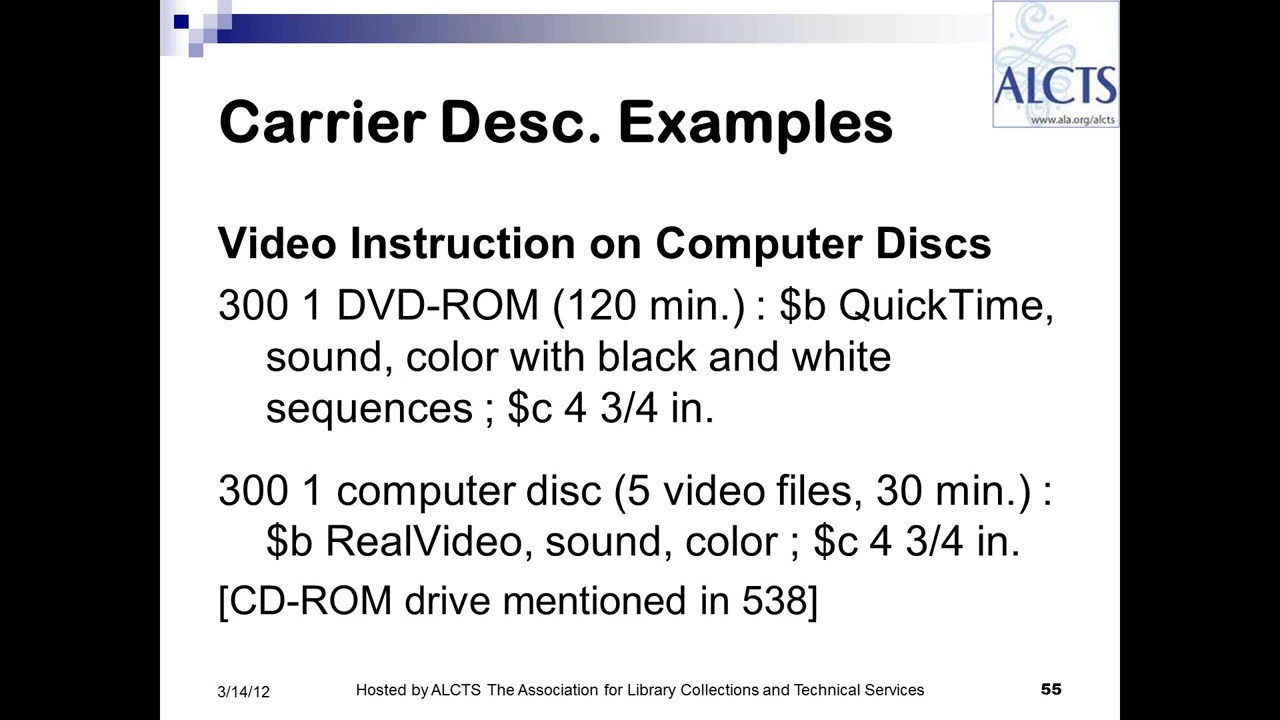 ALCTS
www.ala.org/alcts
Carrier Desc. Examples
Video Instruction on Computer Discs
300 1 DVD-ROM (120 min.) : $b QuickTime,
sound, color with black and white
sequences ; $c 4 3/4 in.
300 1 computer disc (5 video files, 30 min.) :
$b RealVideo, sound, color ; $c 4 3/4 in.
[CD-ROM drive mentioned in 538]
3/14/12
Hosted by ALCTS The Association for Library Collections and Technical Services
55